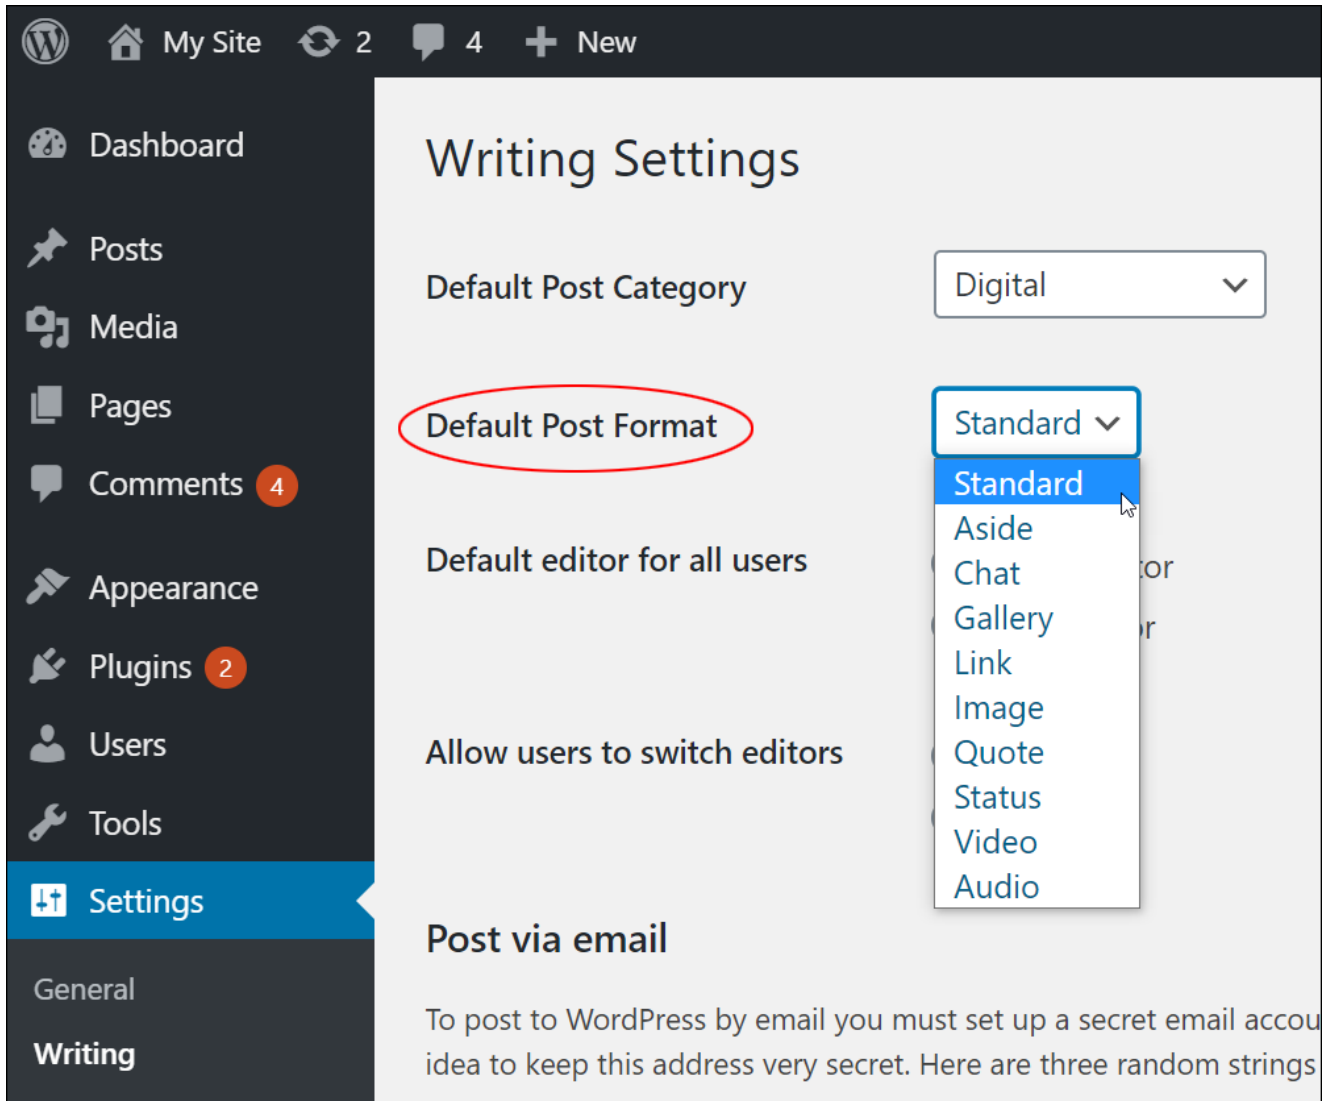 My Site 2 4 New
Dashboard
Posts
Media
Pages
Comments 4
Appearance
Plugins 2
Users
Tools
Settings
General
Writing
Writing Settings
Default Post Category Digital
Default Post Format Standard
Standard
Aside
Chat
Gallery
Link
Image
Quote
Status
Video
Audio
Default editor for all users
Allow users to switch editors
Post via email
To post to WordPress by email you must set up a secret email accou
idea to keep this address very secret. Here are three random strings